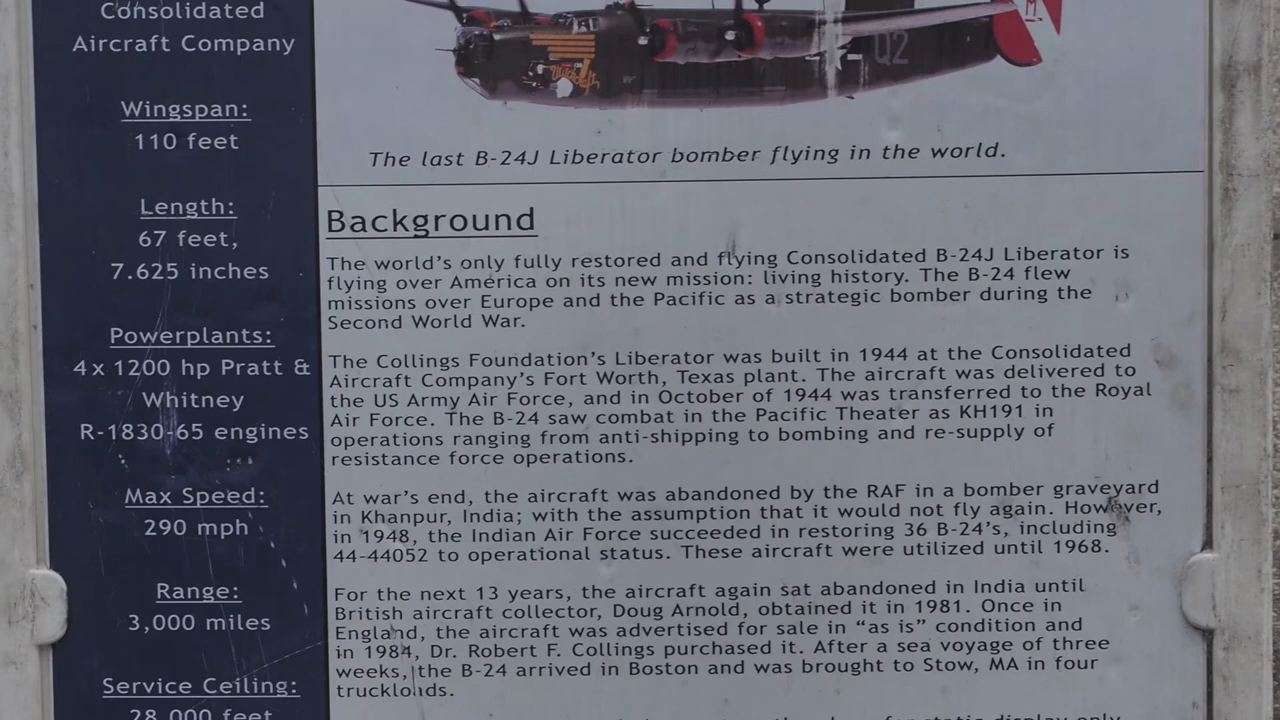 Consolidated
Aircraft Company
Wingspan:
110 feet
Length:
67 feet,
7.625 inches
Powerplants:
4x 1200 hp Pratt &
Whitney
R-1830-65 engines
Max Speed:
290 mph
Range:
3,000 miles
Service Ceiling:
28,000 feet
Witchcraft
Q2
M
The last B-24J Liberator bomber flying in the world.
Background
The world's only fully restored and flying Consolidated B-24J Liberator is
flying over America on its new mission: living history. The B-24 flew
missions over Europe and the Pacific as a strategic bomber during the
Second World War.
The Collings Foundation's Liberator was built in 1944 at the Consolidated
Aircraft Company's Fort Worth, Texas plant. The aircraft was delivered to
the US Army Air Force, and in October of 1944 was transferred to the Royal
Air Force. The B-24 saw combat in the Pacific Theater as KH191 in
operations ranging from anti-shipping to bombing and re-supply of
resistance force operations.
At war's end, the aircraft was abandoned by the RAF in a bomber graveyard
in Khanpur, India; with the assumption that it would not fly again. However,
in 1948, the Indian Air Force succeeded in restoring 36 B-24's, including
44-44052 to operational status. These aircraft were utilized until 1968.
For the next 13 years, the aircraft again sat abandoned in India until
British aircraft collector, Doug Arnold, obtained it in 1981. Once in
England, the aircraft was advertised for sale in "as is" condition and
in 1984, Dr. Robert F. Collings purchased it. After a sea voyage of three
weeks, the B-24 arrived in Boston and was brought to Stow, MA in four
truckloads.
for static display only